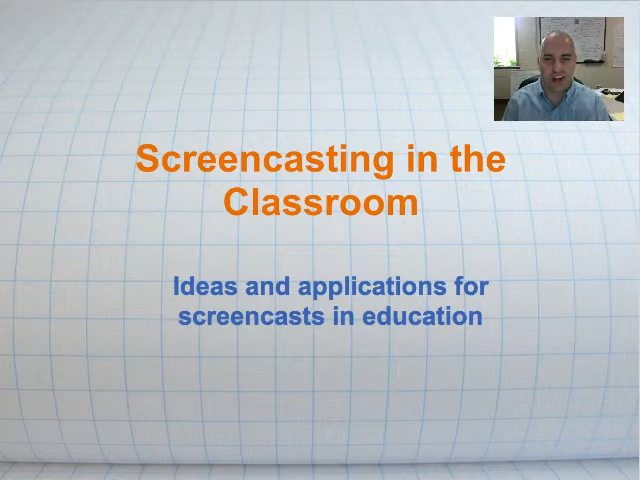 Screencasting in the
Classroom
Ideas and applications for
screencasts in education